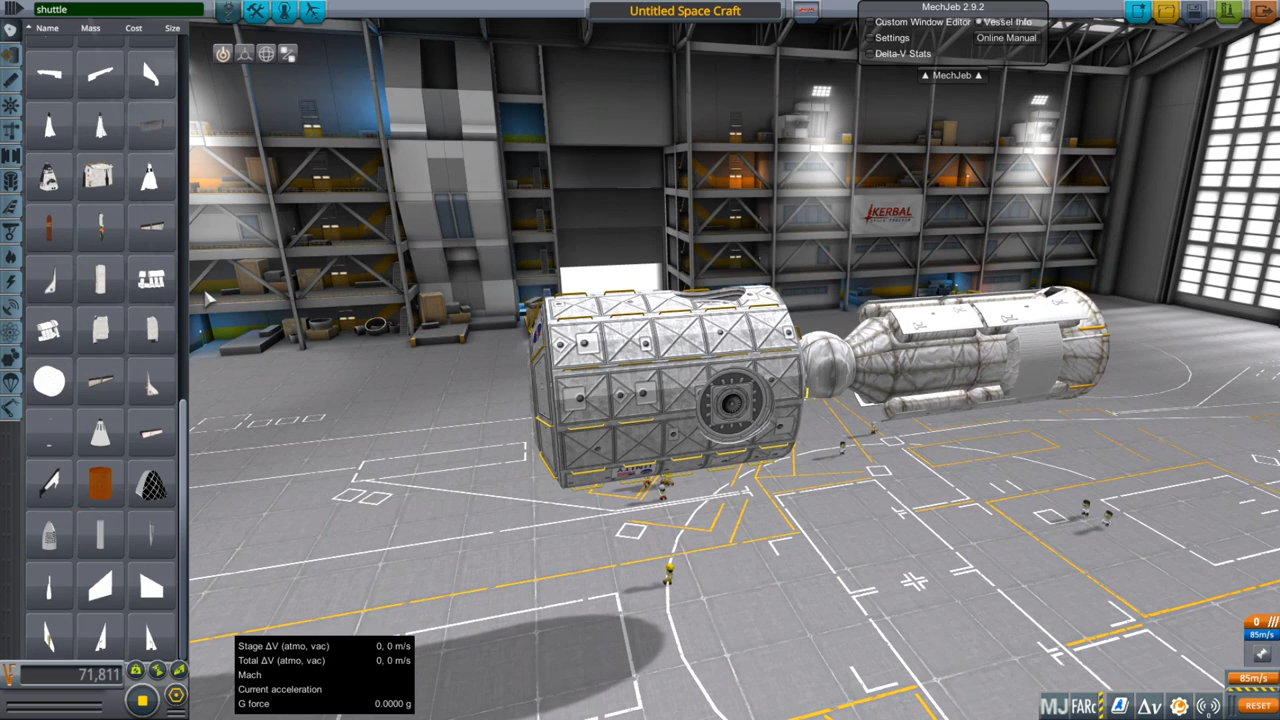 shuttle
Untitled Space Craft
MechJeb 2.9.2
Custom Window Editor
Vessel Info
Settings
Online Manual
Delta-V Stats
▲ MechJeb ▲
Name
Mass
Cost
Size
KERBAL
Stage ΔV (atmo, vac) 0, 0 m/s
Total ΔV (atmo, vac) 0, 0 m/s
Mach
Current acceleration
G force 0.0000 g
71,811
0
85m/s
85m/s
MJ
FARc
Δv
RESET